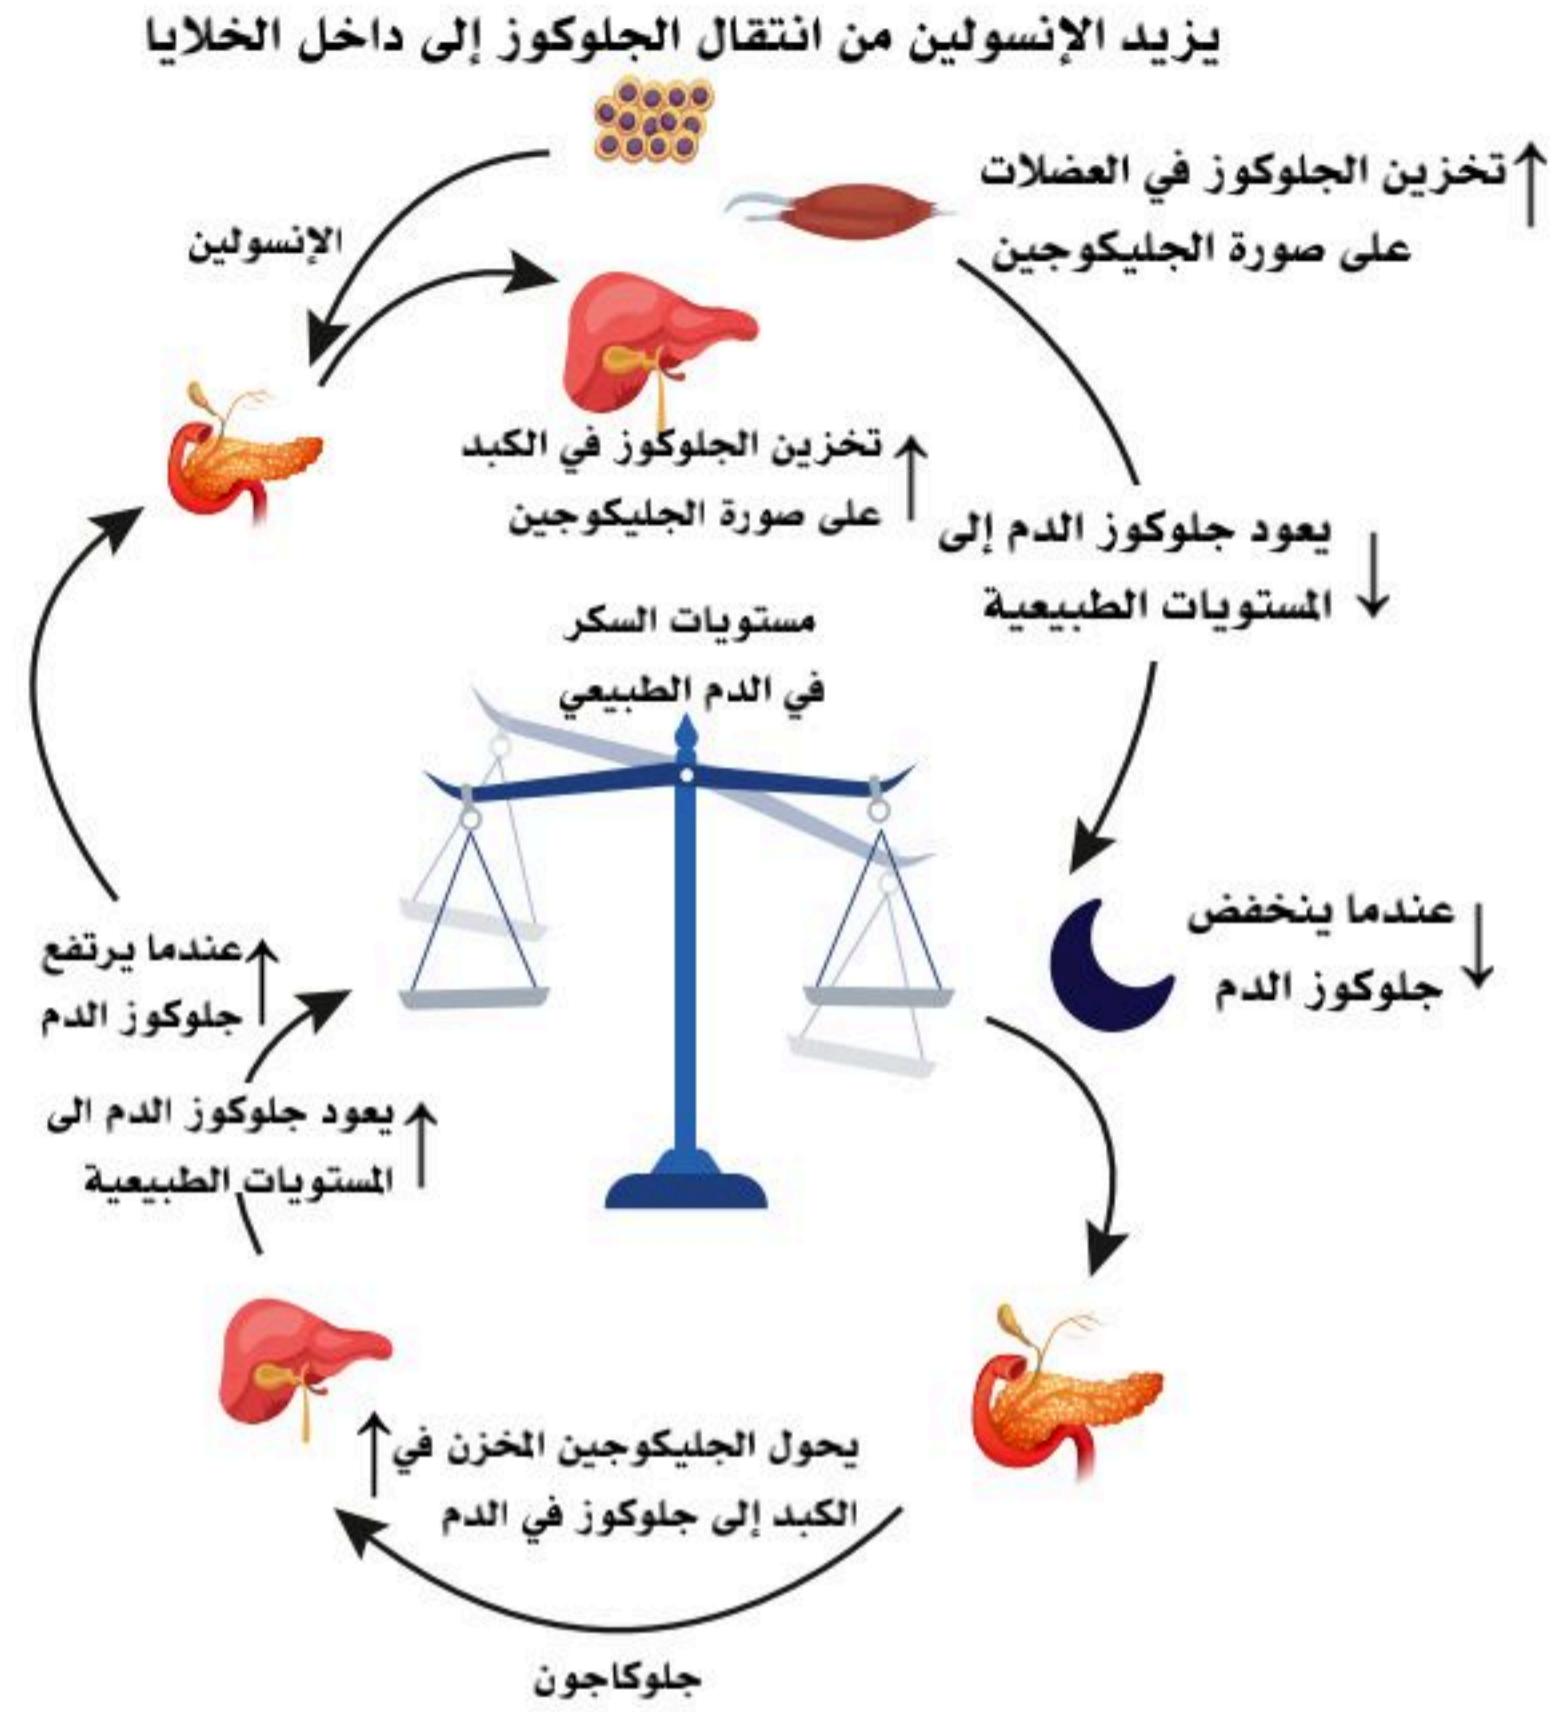 يزيد الإنسولين من انتقال الجلوكوز إلى داخل الخلايا
تخزين الجلوكوز في العضلات
على صورة الجليكوجين
الإنسولين
تخزين الجلوكوز في الكبد
على صورة الجليكوجين
يعود جلوكوز الدم إلى
المستويات الطبيعية
مستويات السكر
في الدم الطبيعي
عندما ينخفض
جلوكوز الدم
عندما يرتفع
جلوكوز الدم
يعود جلوكوز الدم الى
المستويات الطبيعية
يحول الجليكوجين المخزن في
الكبد إلى جلوكوز في الدم
جلوكاجون